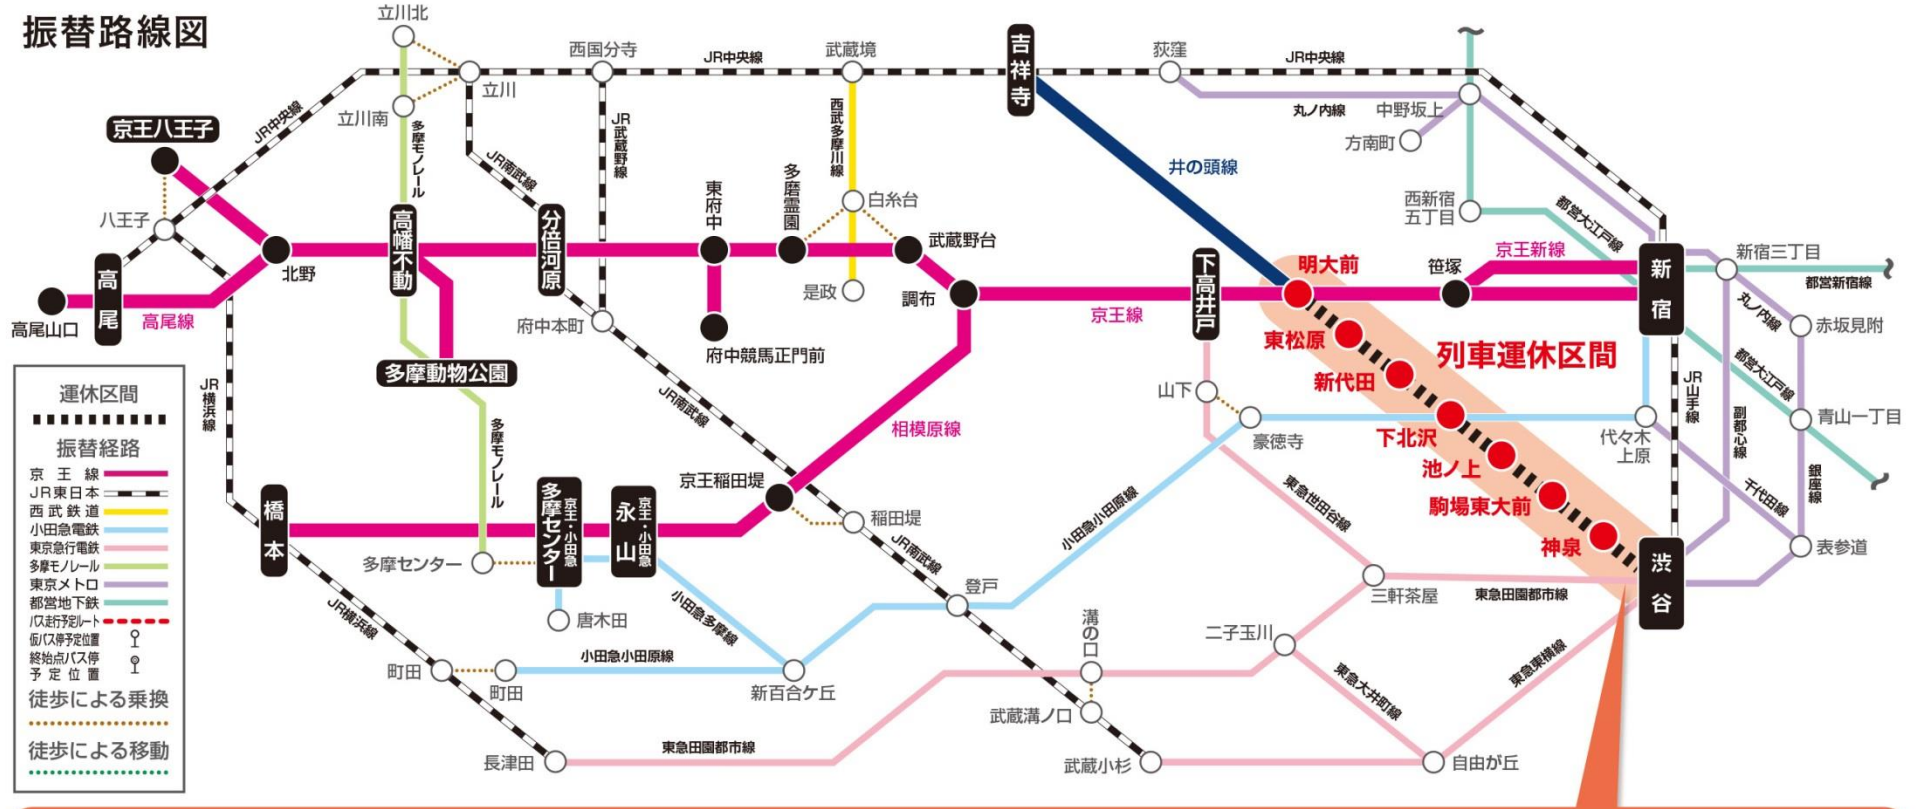 振替路線図
立川北
立川
立川南
西国分寺
JR中央線
武蔵境
吉祥寺
荻窪
JR中央線
丸ノ内線
中野坂上
方南町
西新宿
五丁目
都営大江戸線
京王八王子
JR中央線
八王子
多摩モノレール
JR南武線
JR武蔵野線
西武多摩川線
井の頭線
高尾
高尾山口
高尾線
北野
高幡不動
分倍河原
東府中
多磨霊園
白糸台
武蔵野台
是政
調布
府中本町
府中競馬正門前
多摩動物公園
京王線
下高井戸
明大前
笹塚
京王新線
新宿
新宿三丁目
都営新宿線
丸ノ内線
赤坂見附
都営大江戸線
青山一丁目
銀座線
千代田線
表参道
副都心線
JR山手線
代々木
上原
東松原
新代田
下北沢
池ノ上
駒場東大前
神泉
列車運休区間
渋谷
山下
豪徳寺
東急世田谷線
小田急小田原線
相模原線
JR南武線
京王稲田堤
稲田堤
JR南武線
登戸
JR横浜線
橋本
多摩モノレール
多摩センター
京王・小田急
多摩センター
京王・小田急
永山
唐木田
小田急多摩線
新百合ケ丘
小田急小田原線
町田
町田
JR横浜線
長津田
東急田園都市線
溝の口
武蔵溝ノ口
武蔵小杉
二子玉川
三軒茶屋
東急田園都市線
東急大井町線
東急東横線
自由が丘
運休区間
振替経路
京王線
JR東日本
西武鉄道
小田急電鉄
東京急行電鉄
多摩モノレール
東京メトロ
都営地下鉄
バス走行予定ルート
仮バス停予定位置
終始点バス停
予定位置
徒歩による乗換
徒歩による移動